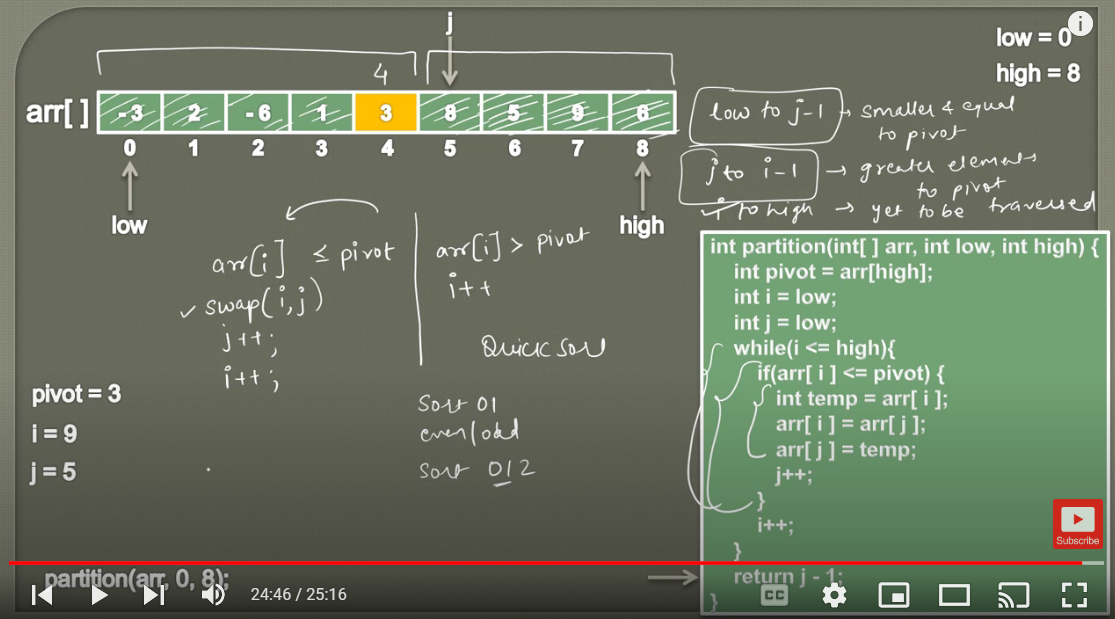 j
low = 0
i
high = 8
4
arr[ ]
-3 2 -6 1 3 8 5 9 6
0 1 2 3 4 5 6 7 8
low
high
low to j-1 → smaller & equal
to pivot
j to i-1 → greater elements
to pivot
i to high → yet to be traversed
arr[i] ≤ pivot
swap(i,j)
j++;
i++;
arr[i] > pivot
i++
Quick Sort
Sort 01
even/odd
Sort 012
pivot = 3
i = 9
j = 5
int partition(int[ ] arr, int low, int high) {
int pivot = arr[high];
int i = low;
int j = low;
while(i <= high){
if(arr[ i ] <= pivot) {
int temp = arr[ i ];
arr[ i ] = arr[ j ];
arr[ j ] = temp;
j++;
}
i++;
}
return j - 1;
}
Subscribe
partition(arr, 0, 8);
24:46 / 25:16
CC